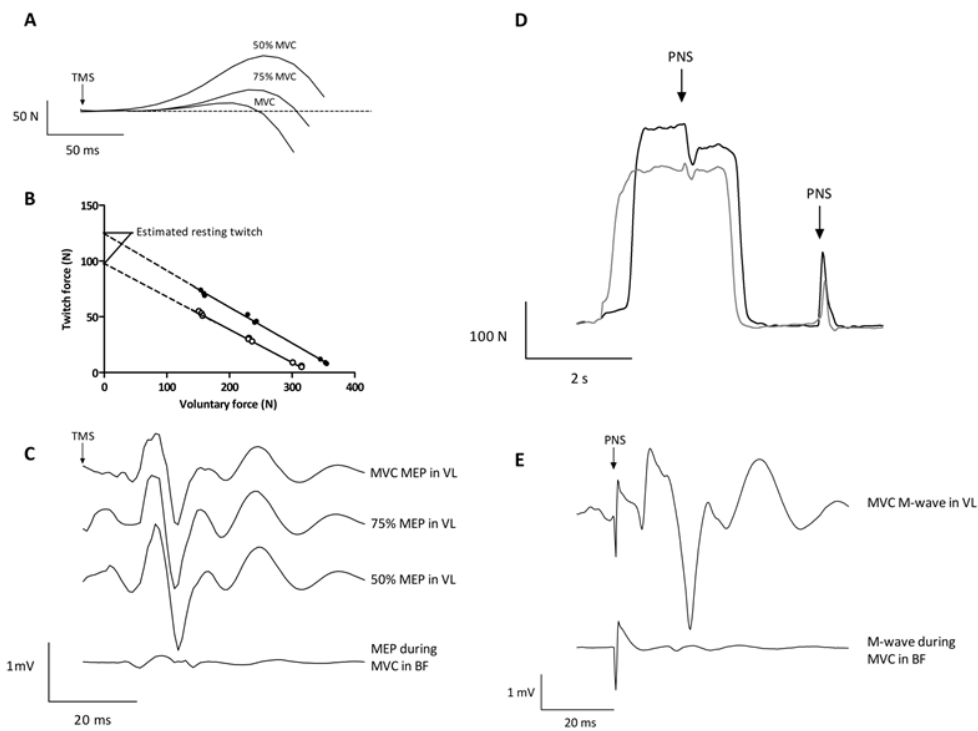 A
50% MVC
TMS
75% MVC
MVC
50 N
50 ms
B
150
100
50
0
Twitch force (N)
Estimated resting twitch
0
100
200
300
400
Voluntary force (N)
C
TMS
MVC MEP in VL
75% MEP in VL
50% MEP in VL
MEP during
MVC in BF
1mV
20 ms
D
PNS
PNS
100 N
2 s
E
PNS
MVC M-wave in VL
M-wave during
MVC in BF
1 mV
20 ms